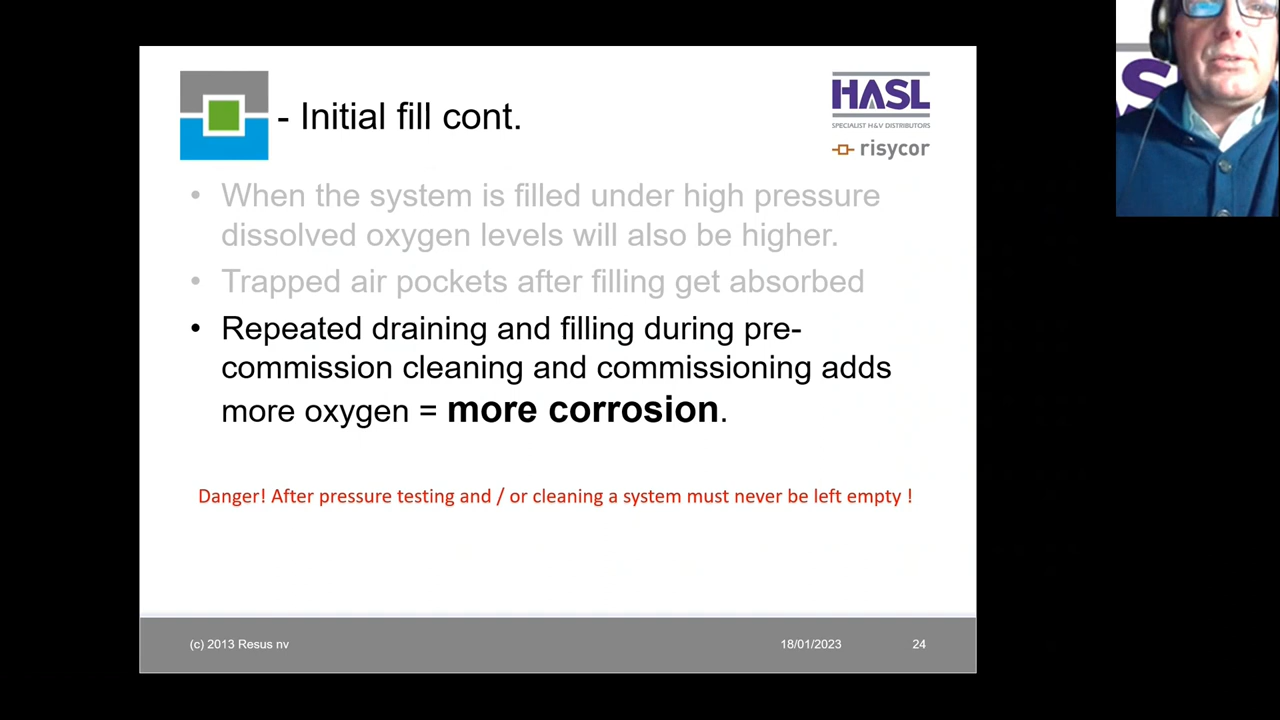 - Initial fill cont.
HASL
SPECIALIST H&V DISTRIBUTORS
risycor
• When the system is filled under high pressure
dissolved oxygen levels will also be higher.
• Trapped air pockets after filling get absorbed
• Repeated draining and filling during pre-
commission cleaning and commissioning adds
more oxygen = more corrosion.
Danger! After pressure testing and / or cleaning a system must never be left empty !
(c) 2013 Resus nv
18/01/2023
24